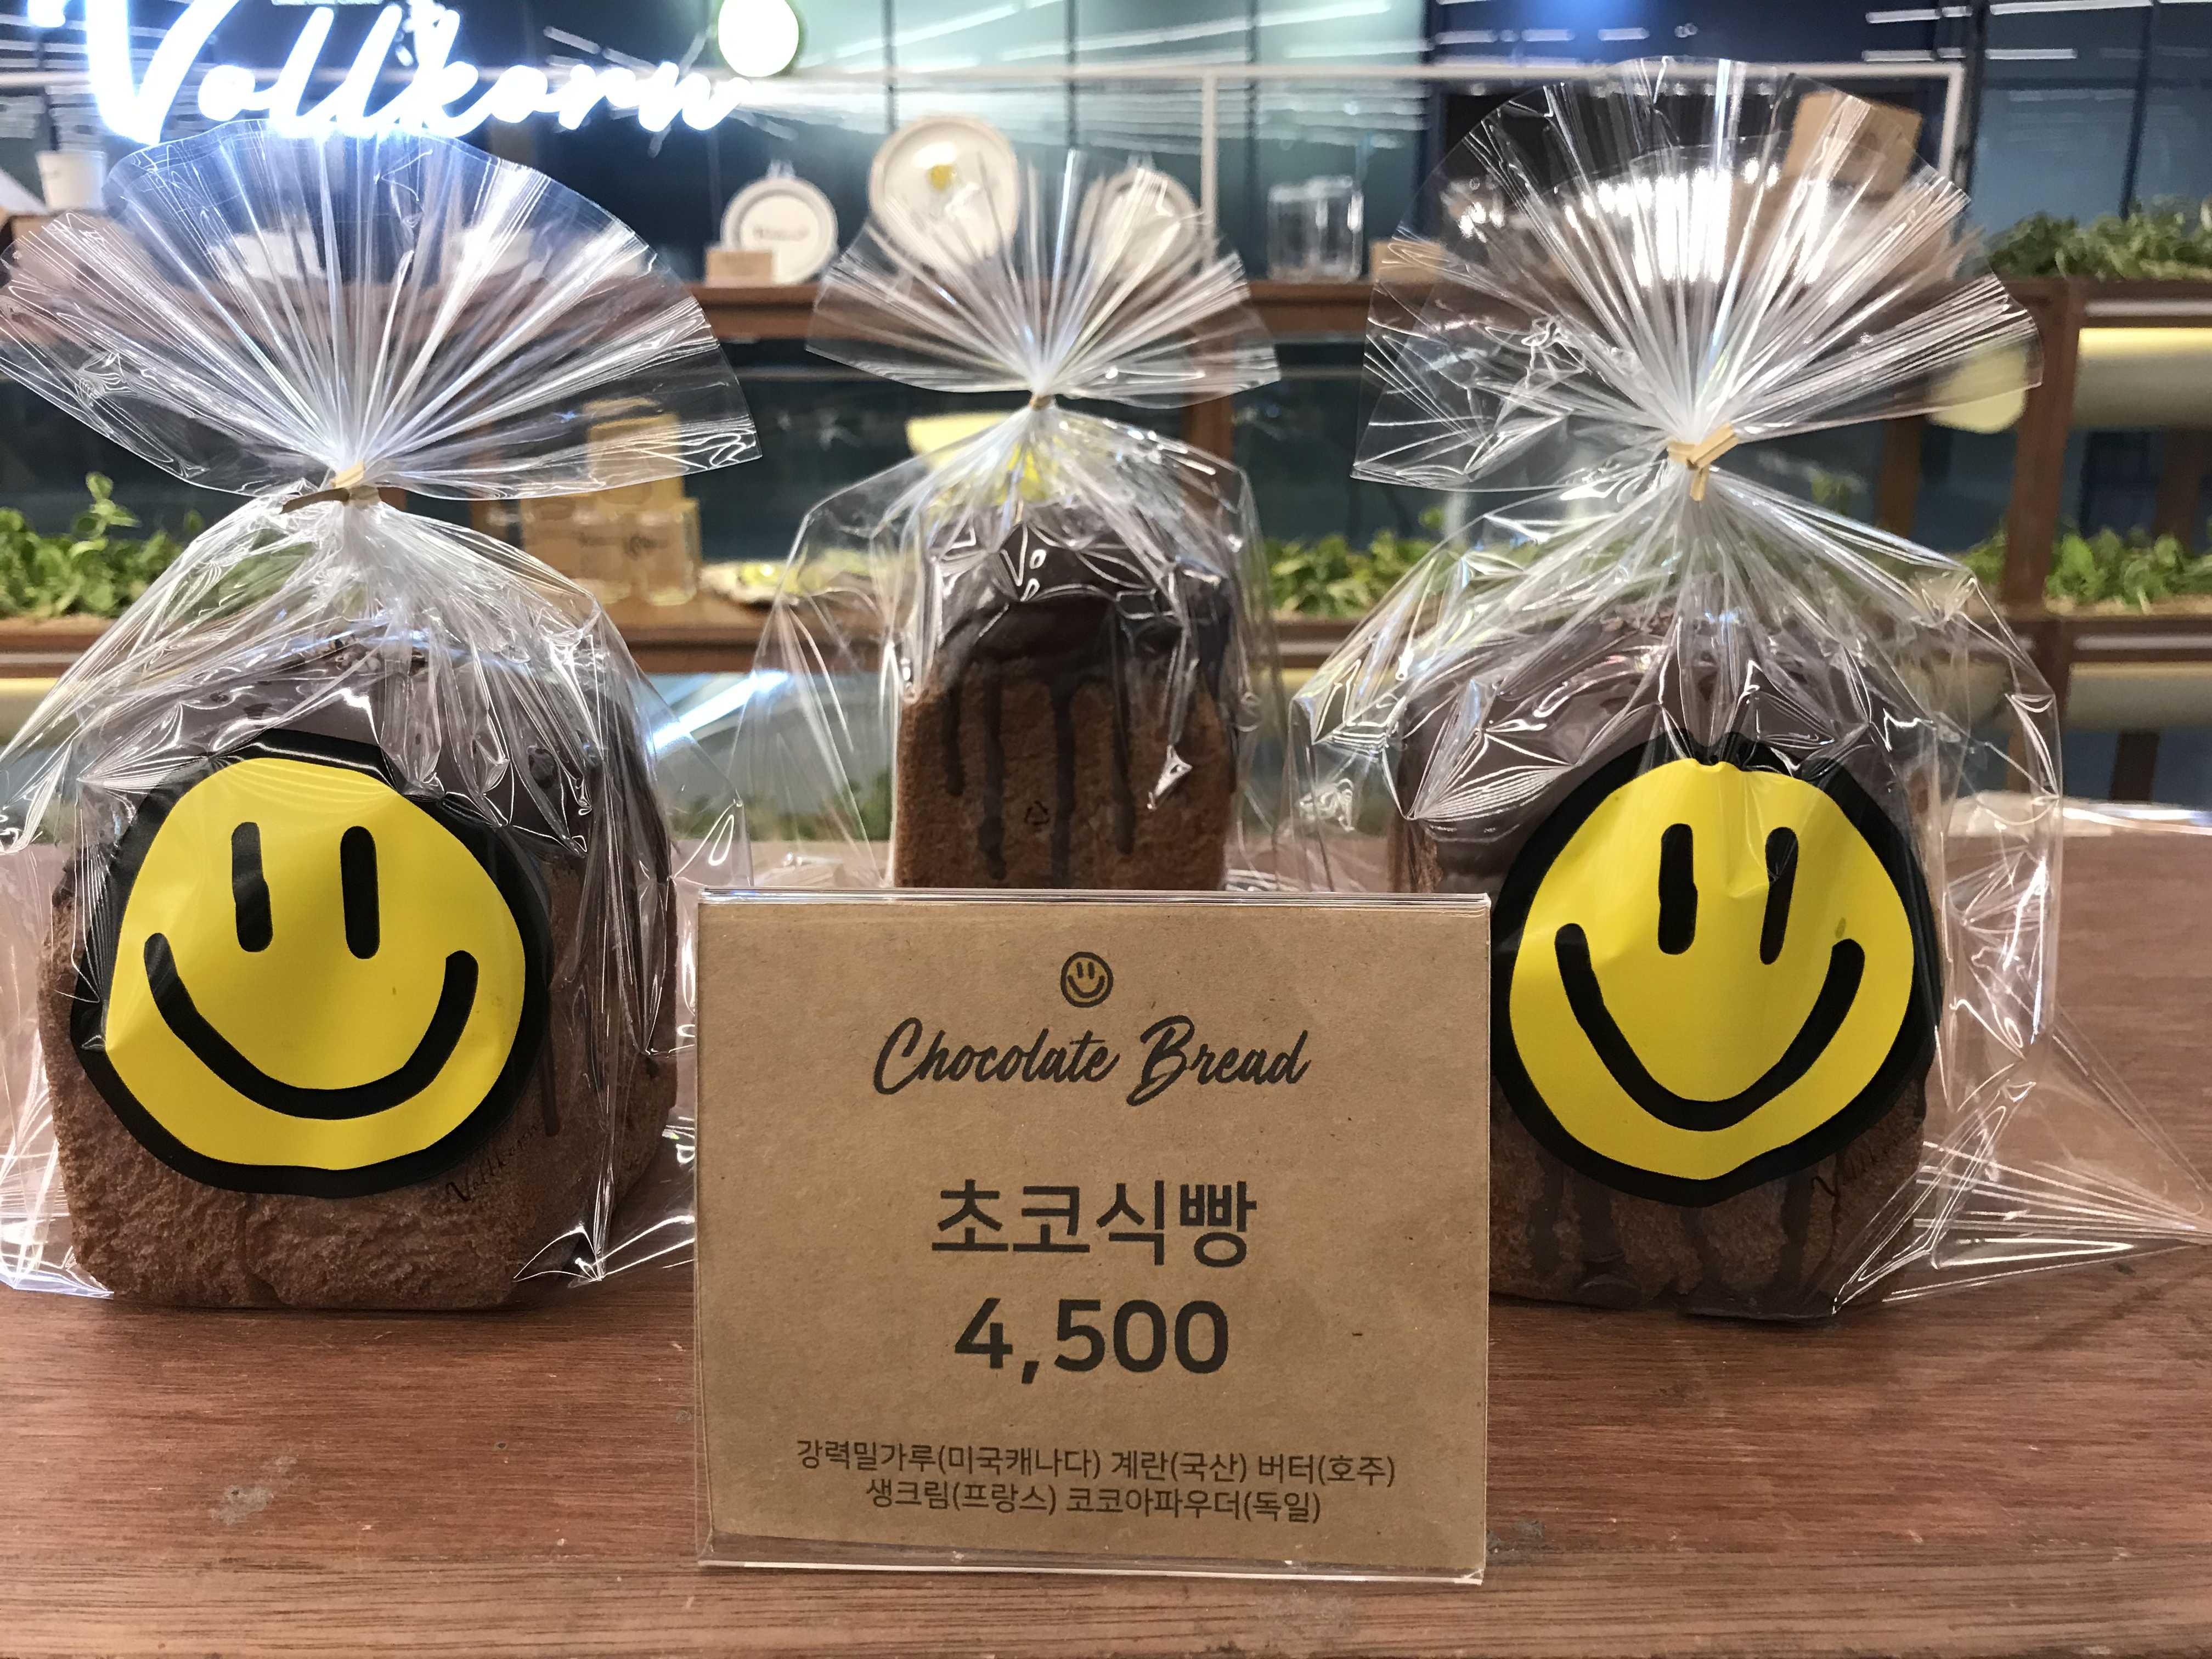 Vollkorn
Chocolate Bread
초코식빵
4,500
강력밀가루(미국캐나다) 계란(국산) 버터(호주)
생크림(프랑스) 코코아파우더(독일)
Vollkorn